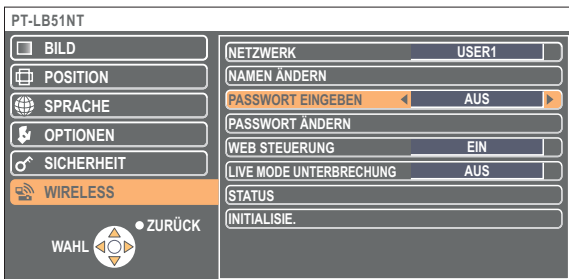 PT-LB51NT
BILD
POSITION
SPRACHE
OPTIONEN
SICHERHEIT
WIRELESS
ZURÜCK
WAHL
NETZWERK USER1
NAMEN ÄNDERN
PASSWORT EINGEBEN AUS
PASSWORT ÄNDERN
WEB STEUERUNG EIN
LIVE MODE UNTERBRECHUNG AUS
STATUS
INITIALISIE.